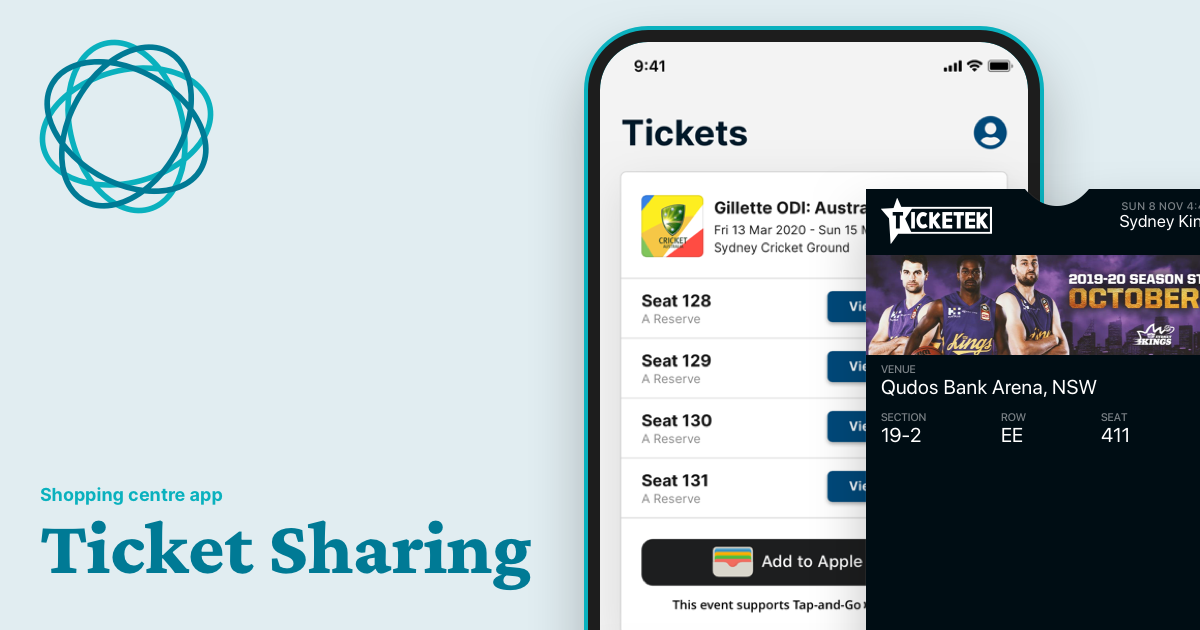 Shopping centre app
Ticket Sharing
9:41
Tickets
Gillette ODI: Austra
Fri 13 Mar 2020 - Sun 15 M
Sydney Cricket Ground
CRICKET
AUSTRALIA
Seat 128
A Reserve
Vie
Seat 129
A Reserve
Vie
Seat 130
A Reserve
Vie
Seat 131
A Reserve
Vie
Add to Apple
This event supports Tap-and-Go
TICKETEK
SUN 8 NOV 4:
Sydney Kin
2019-20 SEASON ST
OCTOBER
Kings
KINGS
VENUE
Qudos Bank Arena, NSW
SECTION
ROW
SEAT
19-2
EE
411